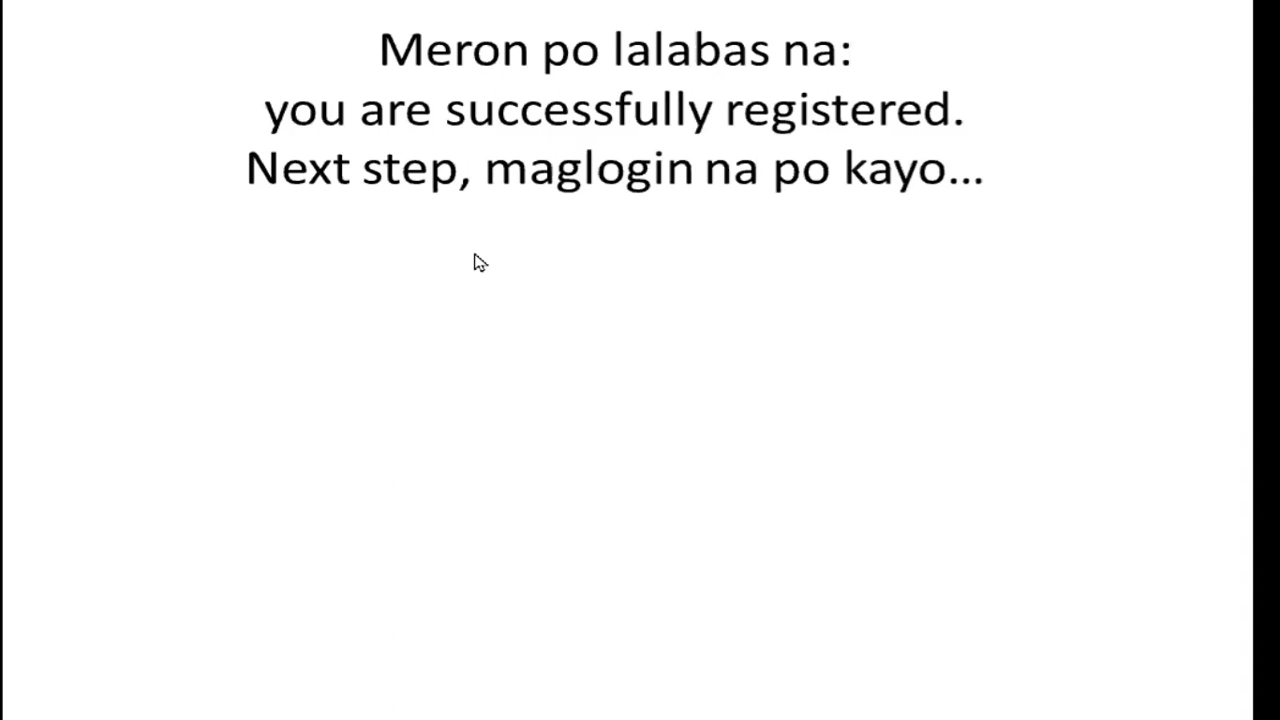 Meron po lalabas na:
you are successfully registered.
Next step, maglogin na po kayo...